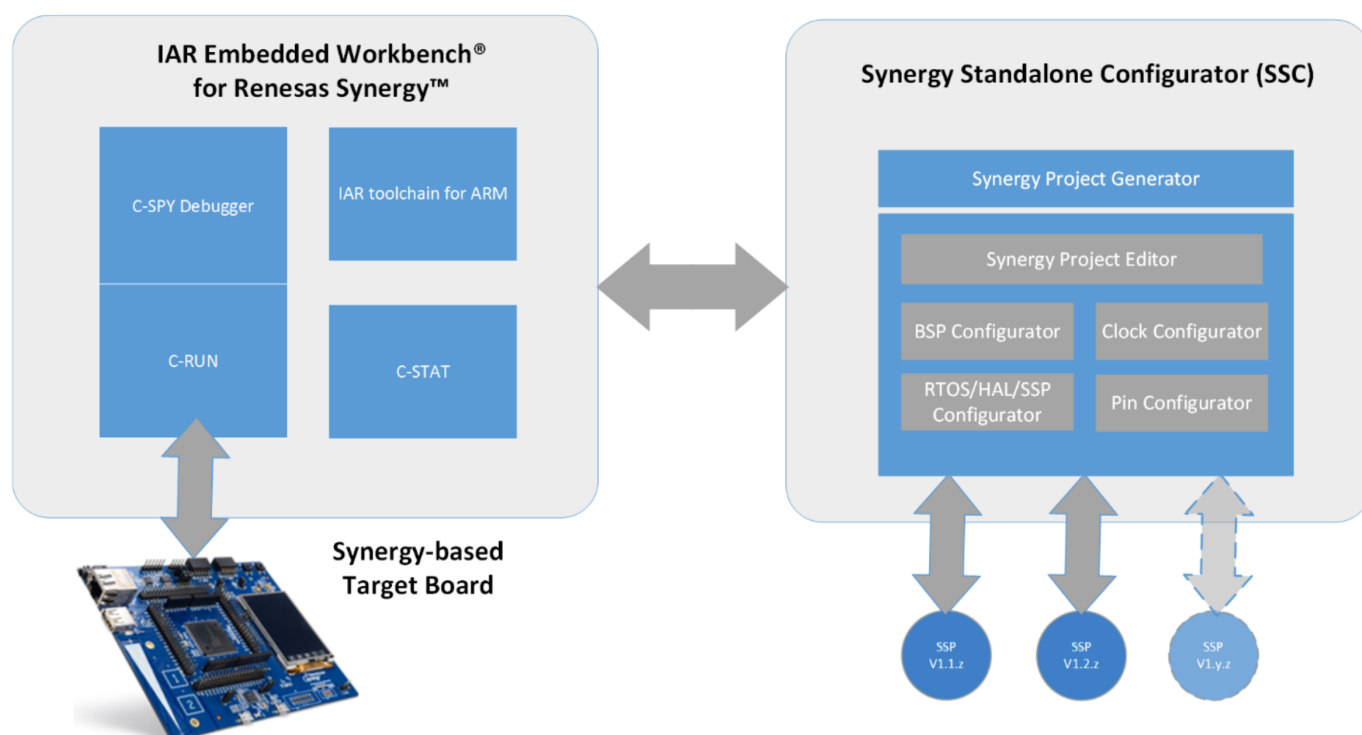 IAR Embedded Workbench®
for Renesas Synergy™
C-SPY Debugger
IAR toolchain for ARM
C-RUN
C-STAT
Synergy-based
Target Board
Synergy Standalone Configurator (SSC)
Synergy Project Generator
Synergy Project Editor
BSP Configurator
Clock Configurator
RTOS/HAL/SSP
Configurator
Pin Configurator
SSP
V1.1.z
SSP
V1.2.z
SSP
V1.y.z
1
2